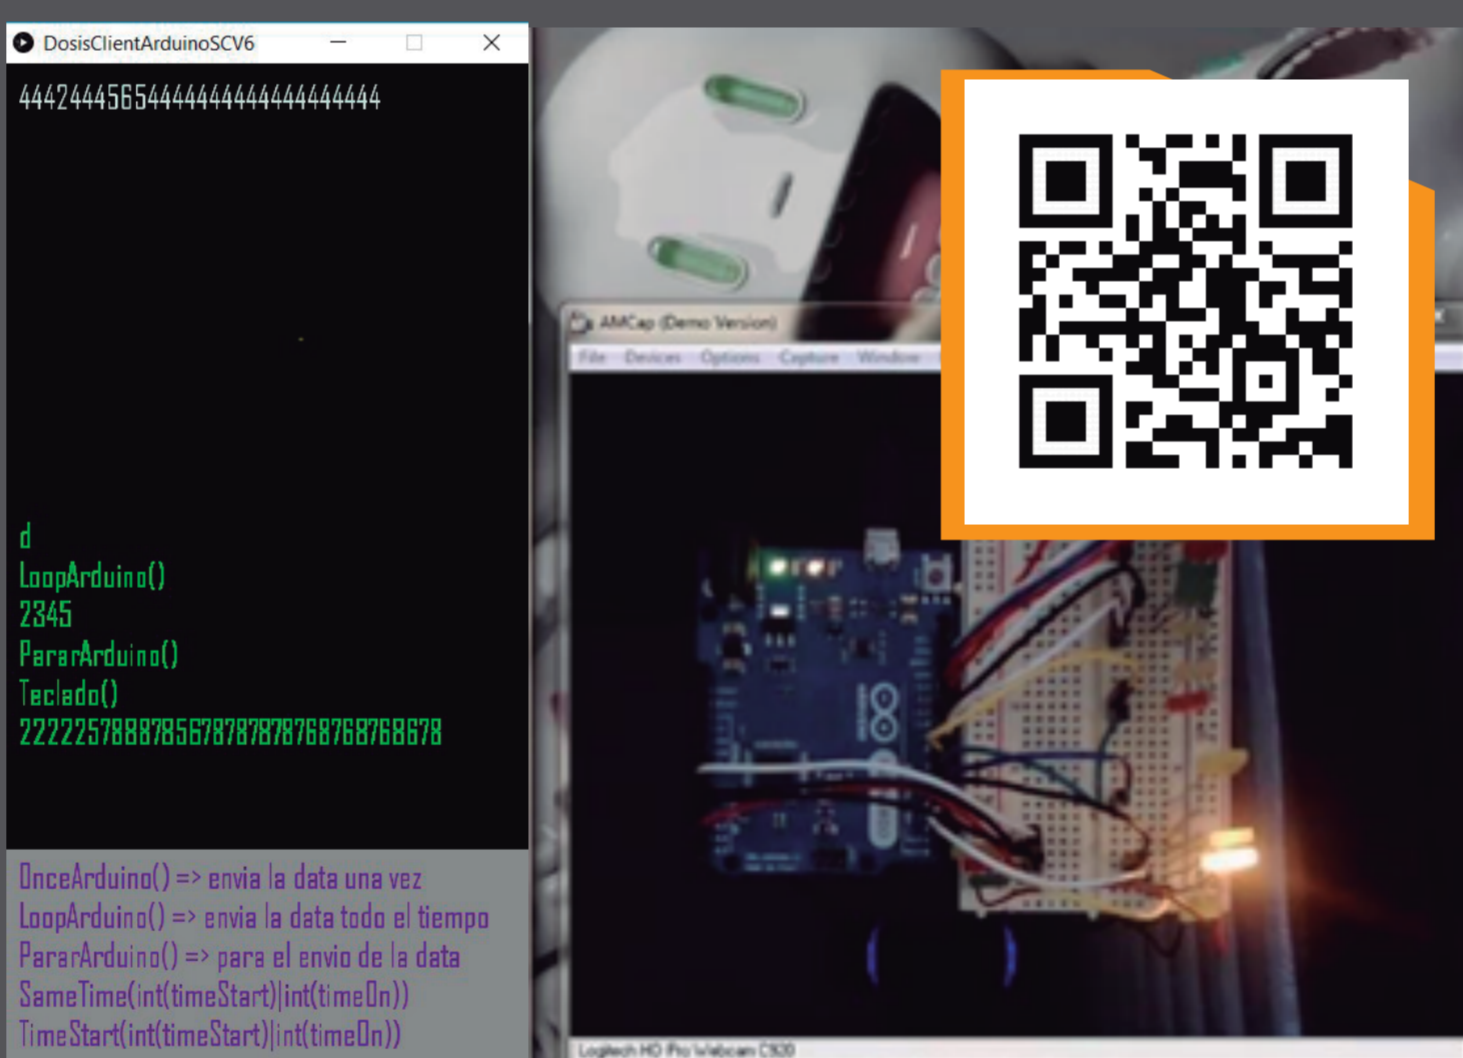 DosisClientArduinoSCV6
44424445654444444444444444444
d
LoopArduino()
2345
PararArduino()
Teclado()
2222257888785678787878768768768678
OnceArduino() => envia la data una vez
LoopArduino() => envia la data todo el tiempo
PararArduino() => para el envio de la data
SameTime(int(timeStart)|int(timeOn))
TimeStart(int(timeStart)|int(timeOn))
AMCap (Demo Version)
File Devices Options Capture Window
Logitech HD Pro Webcam C920